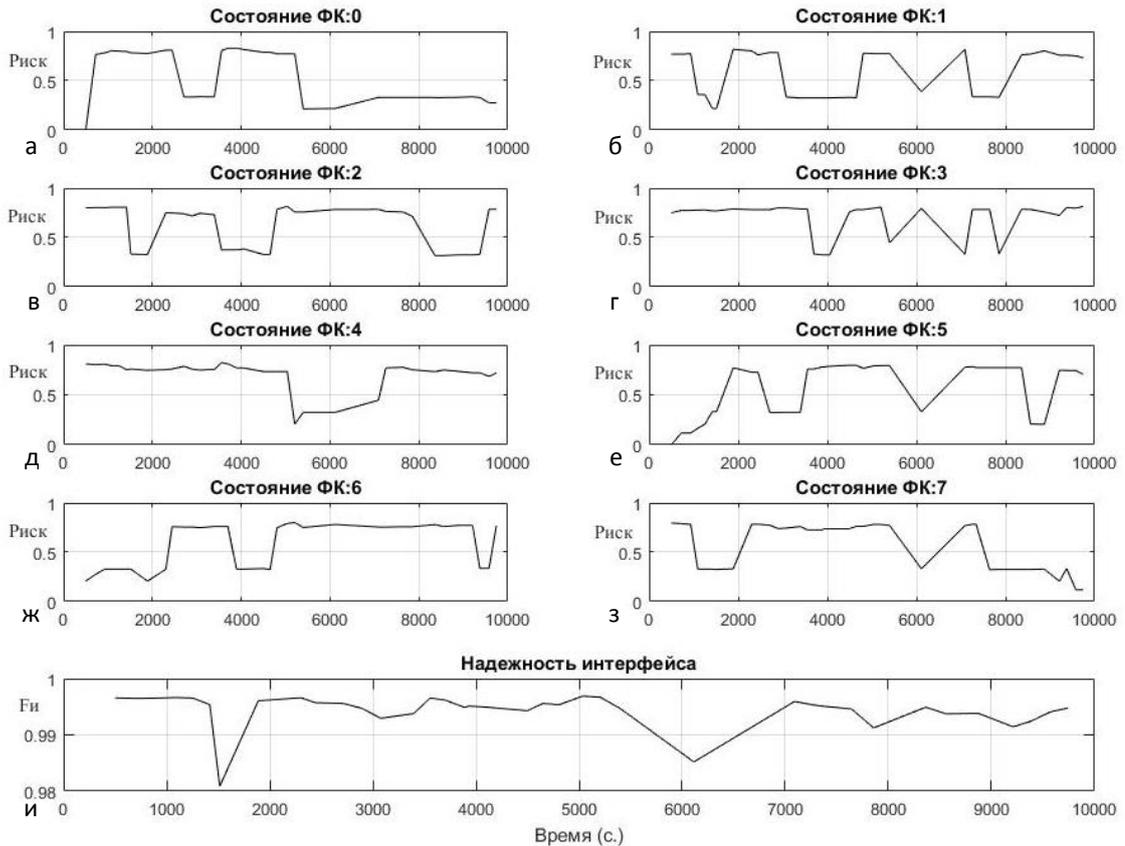 Состояние ФК:0
Состояние ФК:1
1
0.5
0
Риск
а
0 2000 4000 6000 8000 10000
1
0.5
0
Риск
б
0 2000 4000 6000 8000 10000
Состояние ФК:2
Состояние ФК:3
1
0.5
0
Риск
в
0 2000 4000 6000 8000 10000
1
0.5
0
Риск
г
0 2000 4000 6000 8000 10000
Состояние ФК:4
Состояние ФК:5
1
0.5
0
Риск
д
0 2000 4000 6000 8000 10000
1
0.5
0
Риск
е
0 2000 4000 6000 8000 10000
Состояние ФК:6
Состояние ФК:7
1
0.5
0
Риск
ж
0 2000 4000 6000 8000 10000
1
0.5
0
Риск
з
0 2000 4000 6000 8000 10000
Надежность интерфейса
1
Fи
0.99
0.98
и
0 1000 2000 3000 4000 5000 6000 7000 8000 9000 10000
Время (с.)